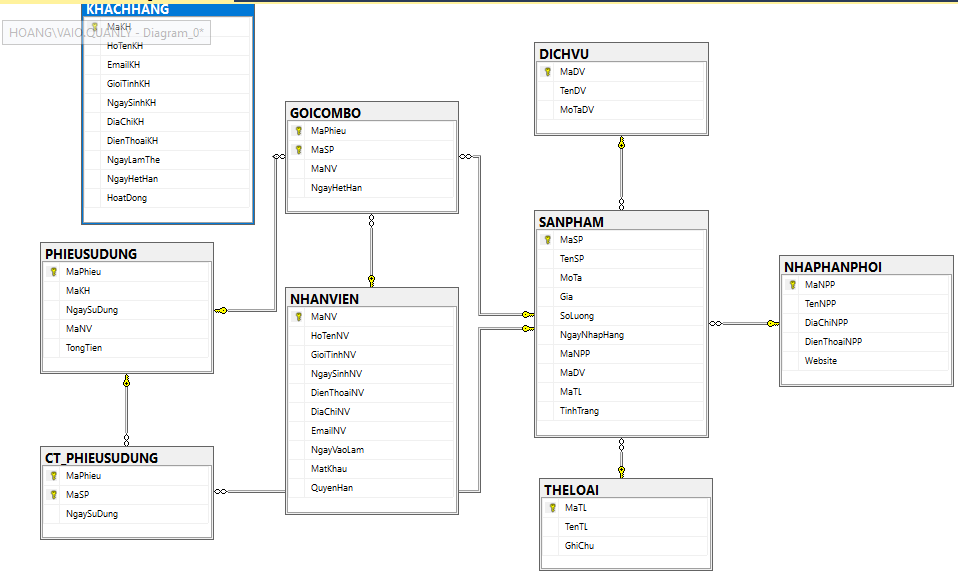 KHACHHANG
MaKH
HOANG\VAIO.QUANLY - Diagram_0*
HoTenKH
EmailKH
GioiTinhKH
NgaySinhKH
DiaChiKH
DienThoaiKH
NgayLamThe
NgayHetHan
HoatDong
GOICOMBO
MaPhieu
MaSP
MaNV
NgayHetHan
DICHVU
MaDV
TenDV
MoTaDV
PHIEUSUDUNG
MaPhieu
MaKH
NgaySuDung
MaNV
TongTien
NHANVIEN
MaNV
HoTenNV
GioiTinhNV
NgaySinhNV
DienThoaiNV
DiaChiNV
EmailNV
NgayVaoLam
MatKhau
QuyenHan
SANPHAM
MaSP
TenSP
MoTa
Gia
SoLuong
NgayNhapHang
MaNPP
MaDV
MaTL
TinhTrang
NHAPHANPHOI
MaNPP
TenNPP
DiaChiNPP
DienThoaiNPP
Website
CT_PHIEUSUDUNG
MaPhieu
MaSP
NgaySuDung
THELOAI
MaTL
TenTL
GhiChu